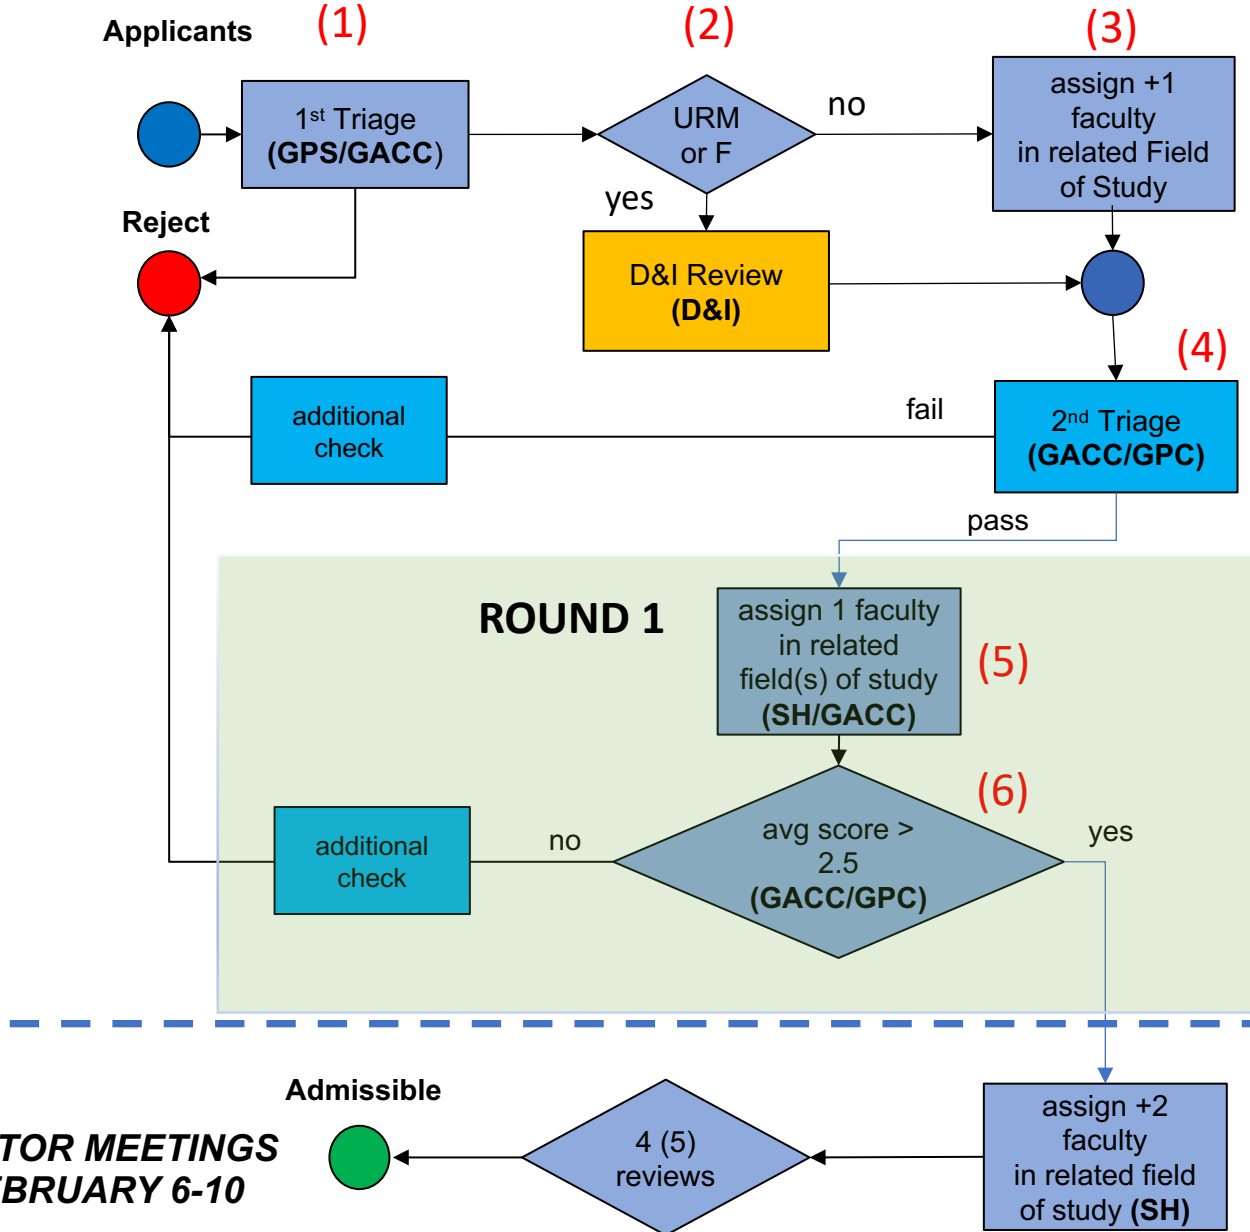 Applicants
(1)
(2)
(3)
1st Triage
(GPS/GACC)
URM
or F
no
yes
assign +1
faculty
in related Field
of Study
Reject
D&I Review
(D&I)
(4)
additional
check
fail
2nd Triage
(GACC/GPC)
pass
ROUND 1
assign 1 faculty
in related
field(s) of study
(SH/GACC)
(5)
(6)
additional
check
no
avg score >
2.5
(GACC/GPC)
yes
Admissible
TOR MEETINGS
BRUARY 6-10
4 (5)
reviews
assign +2
faculty
in related field
of study (SH)